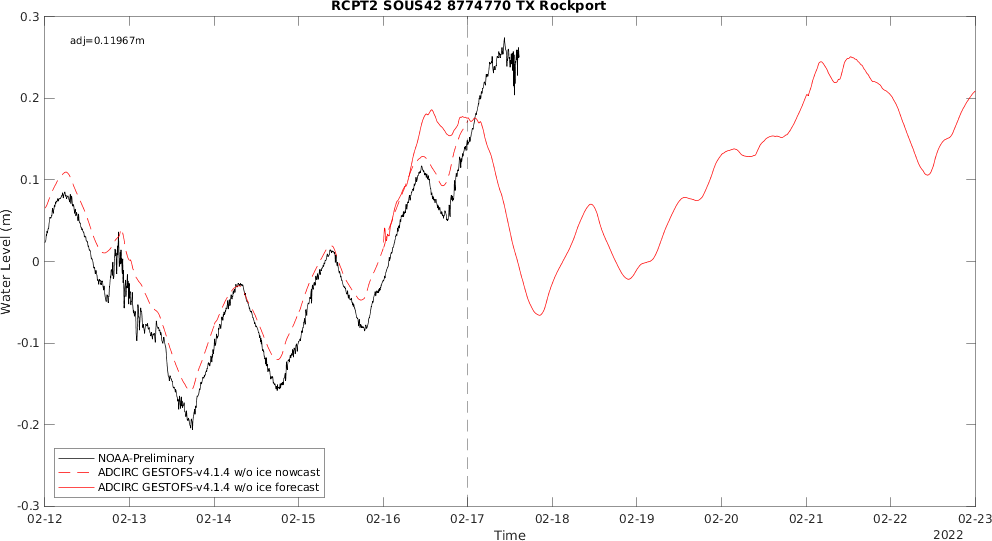 RCPT2 SOUS42 8774770 TX Rockport
adj=0.11967m
0.3
0.2
0.1
0
-0.1
-0.2
-0.3
Water Level (m)
NOAA-Preliminary
ADCIRC GESTOFS-v4.1.4 w/o ice nowcast
ADCIRC GESTOFS-v4.1.4 w/o ice forecast
02-12 02-13 02-14 02-15 02-16 02-17 02-18 02-19 02-20 02-21 02-22 02-23
Time
2022